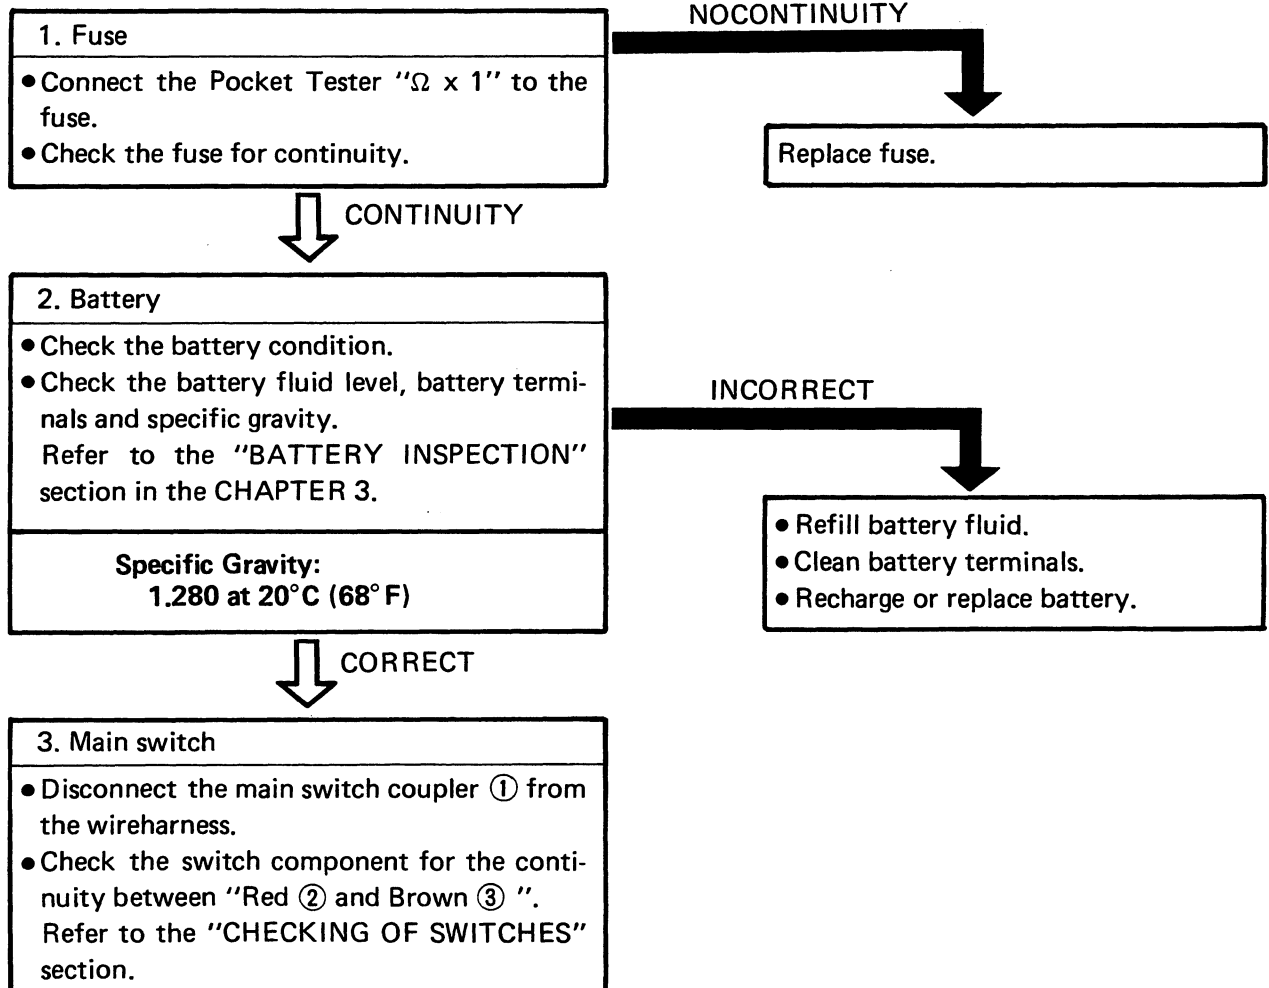 NOCONTINUITY
1. Fuse
● Connect the Pocket Tester "Ω x 1" to the
fuse.
● Check the fuse for continuity.
Replace fuse.
CONTINUITY
2. Battery
● Check the battery condition.
● Check the battery fluid level, battery termi-
nals and specific gravity.
Refer to the "BATTERY INSPECTION"
section in the CHAPTER 3.
Specific Gravity:
1.280 at 20°C (68°F)
INCORRECT
● Refill battery fluid.
● Clean battery terminals.
● Recharge or replace battery.
CORRECT
3. Main switch
● Disconnect the main switch coupler ① from
the wireharness.
● Check the switch component for the conti-
nuity between "Red ② and Brown ③ ".
Refer to the "CHECKING OF SWITCHES"
section.